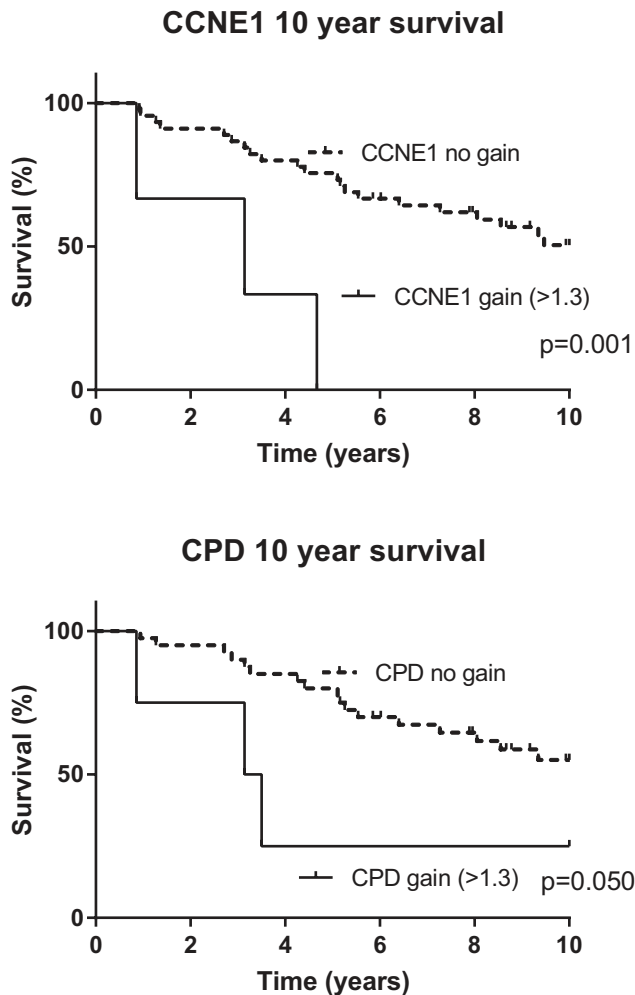 CCNE1 10 year survival
100
50
0
Survival (%)
CCNE1 no gain
CCNE1 gain (>1.3)
p=0.001
0 2 4 6 8 10
Time (years)
CPD 10 year survival
100
50
0
Survival (%)
CPD no gain
CPD gain (>1.3)
p=0.050
0 2 4 6 8 10
Time (years)